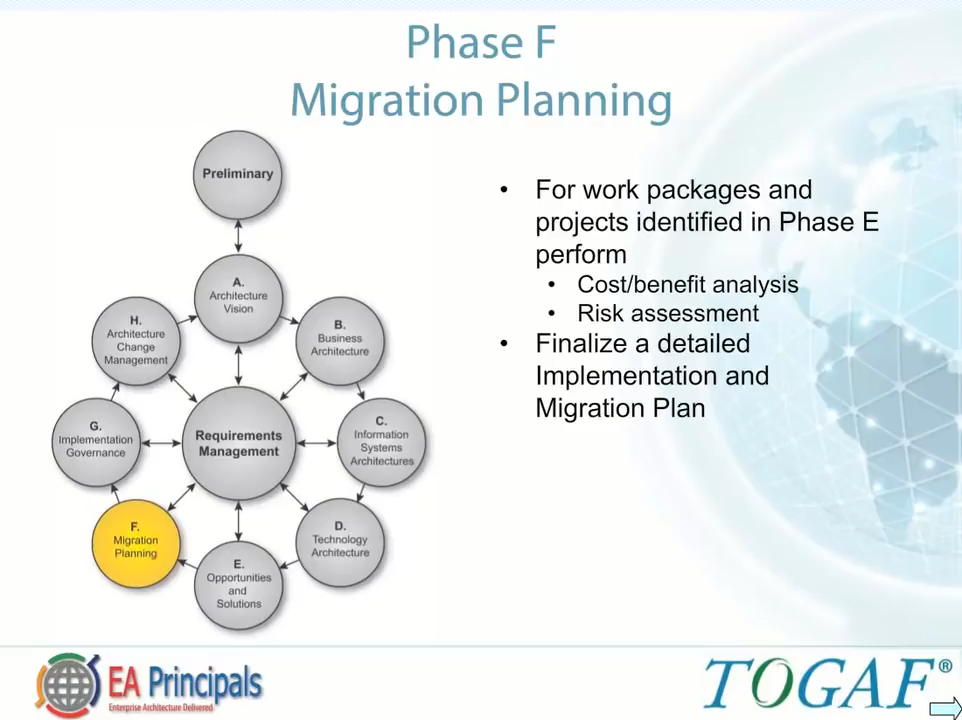 Phase F
Migration Planning
Preliminary
A.
Architecture
Vision
B.
Business
Architecture
C.
Information
Systems
Architectures
D.
Technology
Architecture
E.
Opportunities
and
Solutions
F.
Migration
Planning
G.
Implementation
Governance
H.
Architecture
Change
Management
Requirements
Management
• For work packages and
projects identified in Phase E
perform
• Cost/benefit analysis
• Risk assessment
• Finalize a detailed
Implementation and
Migration Plan
EA Principals
Enterprise Architecture Delivered
TOGAF®